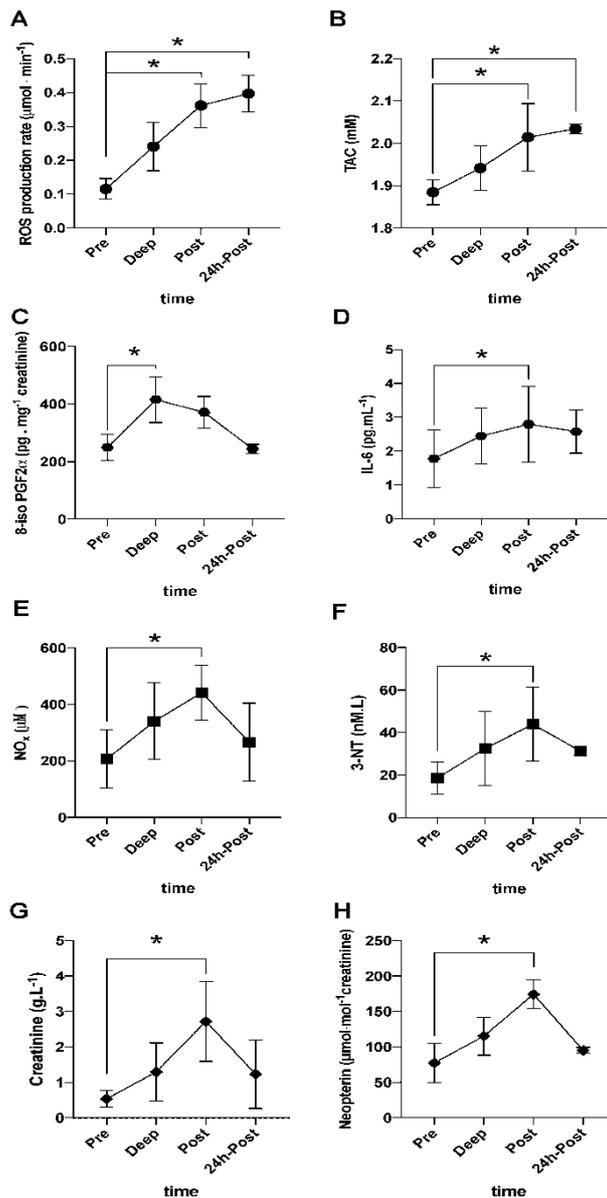 A
ROS production rate (μmol · min⁻¹)
0.5
0.4
0.3
0.2
0.1
0.0
*
*
Pre
Deep
Post
24h-Post
time
B
TAC (mM)
2.2
2.1
2.0
1.9
1.8
*
*
Pre
Deep
Post
24h-Post
time
C
8-iso PGF2α (pg . mg⁻¹ creatinine)
600
400
200
0
*
Pre
Deep
Post
24h-Post
time
D
IL-6 (pg.mL⁻¹)
5
4
3
2
1
0
*
Pre
Deep
Post
24h-Post
time
E
NOₓ (μM)
600
400
200
0
*
Pre
Deep
Post
24h-Post
time
F
3-NT (nM.L)
80
60
40
20
0
*
Pre
Deep
Post
24h-Post
time
G
Creatinine (g.L⁻¹)
5
4
3
2
1
0
*
Pre
Deep
Post
24h-Post
time
H
Neopterin (μmol·mol⁻¹creatinine)
250
200
150
100
50
0
*
Pre
Deep
Post
24h-Post
time